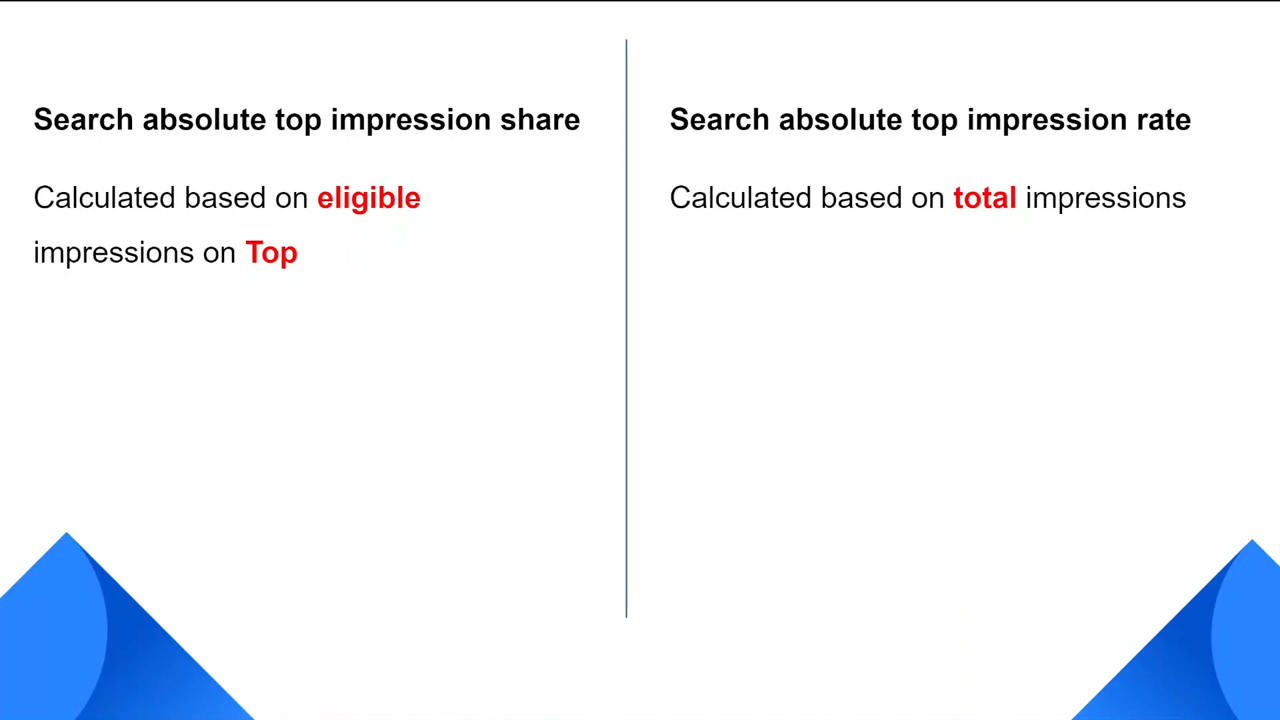 Search absolute top impression share
Calculated based on eligible
impressions on Top
Search absolute top impression rate
Calculated based on total impressions